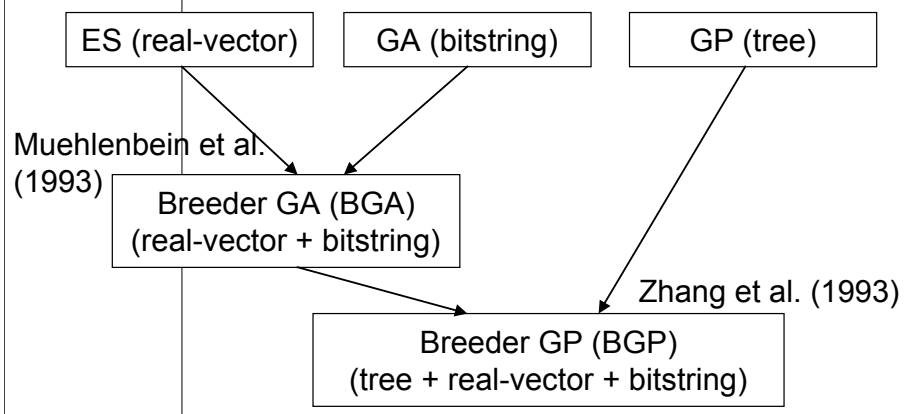 ES (real-vector)
GA (bitstring)
GP (tree)
Muehlenbein et al.
(1993)
Breeder GA (BGA)
(real-vector + bitstring)
Zhang et al. (1993)
Breeder GP (BGP)
(tree + real-vector + bitstring)